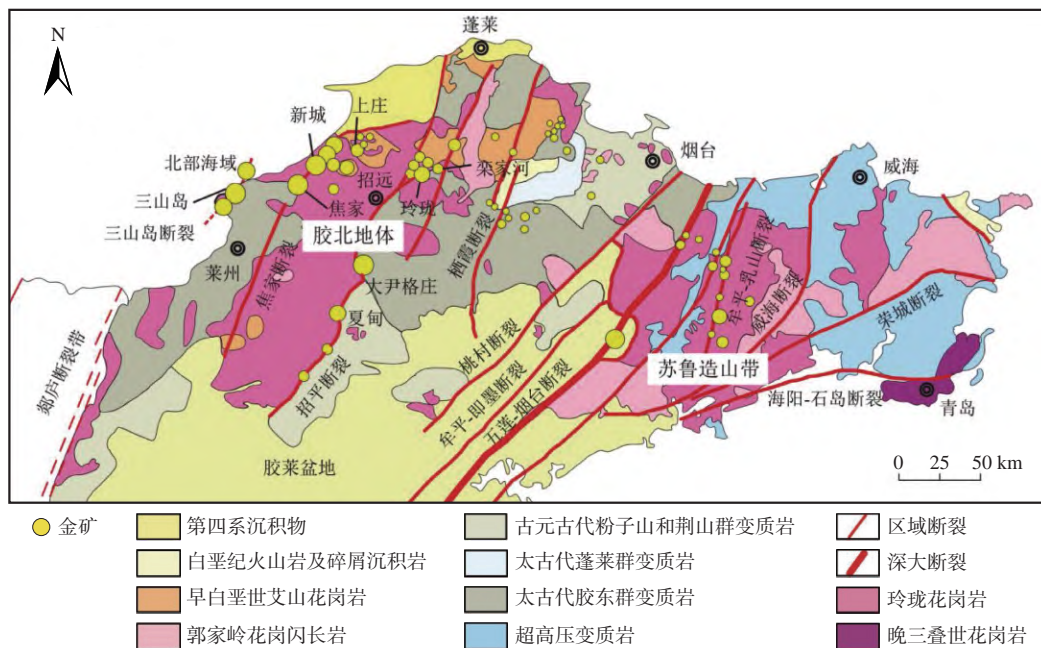 N
蓬莱
上庄
新城
北部海域
栾家河
烟台
招远
威海
三山岛
焦家
玲珑
三山岛断裂
胶北地体
莱州
焦家断裂
栖霞断裂
大尹格庄
牟平-乳山断裂
威海断裂
荣城断裂
夏甸
郯庐断裂带
招平断裂
桃村断裂
牟平-即墨断裂
五莲-烟台断裂
苏鲁造山带
海阳-石岛断裂
青岛
胶莱盆地
0 25 50 km
金矿
第四系沉积物
古元古代粉子山和荆山群变质岩
区域断裂
白垩纪火山岩及碎屑沉积岩
太古代蓬莱群变质岩
深大断裂
早白垩世艾山花岗岩
太古代胶东群变质岩
玲珑花岗岩
郭家岭花岗闪长岩
超高压变质岩
晚三叠世花岗岩